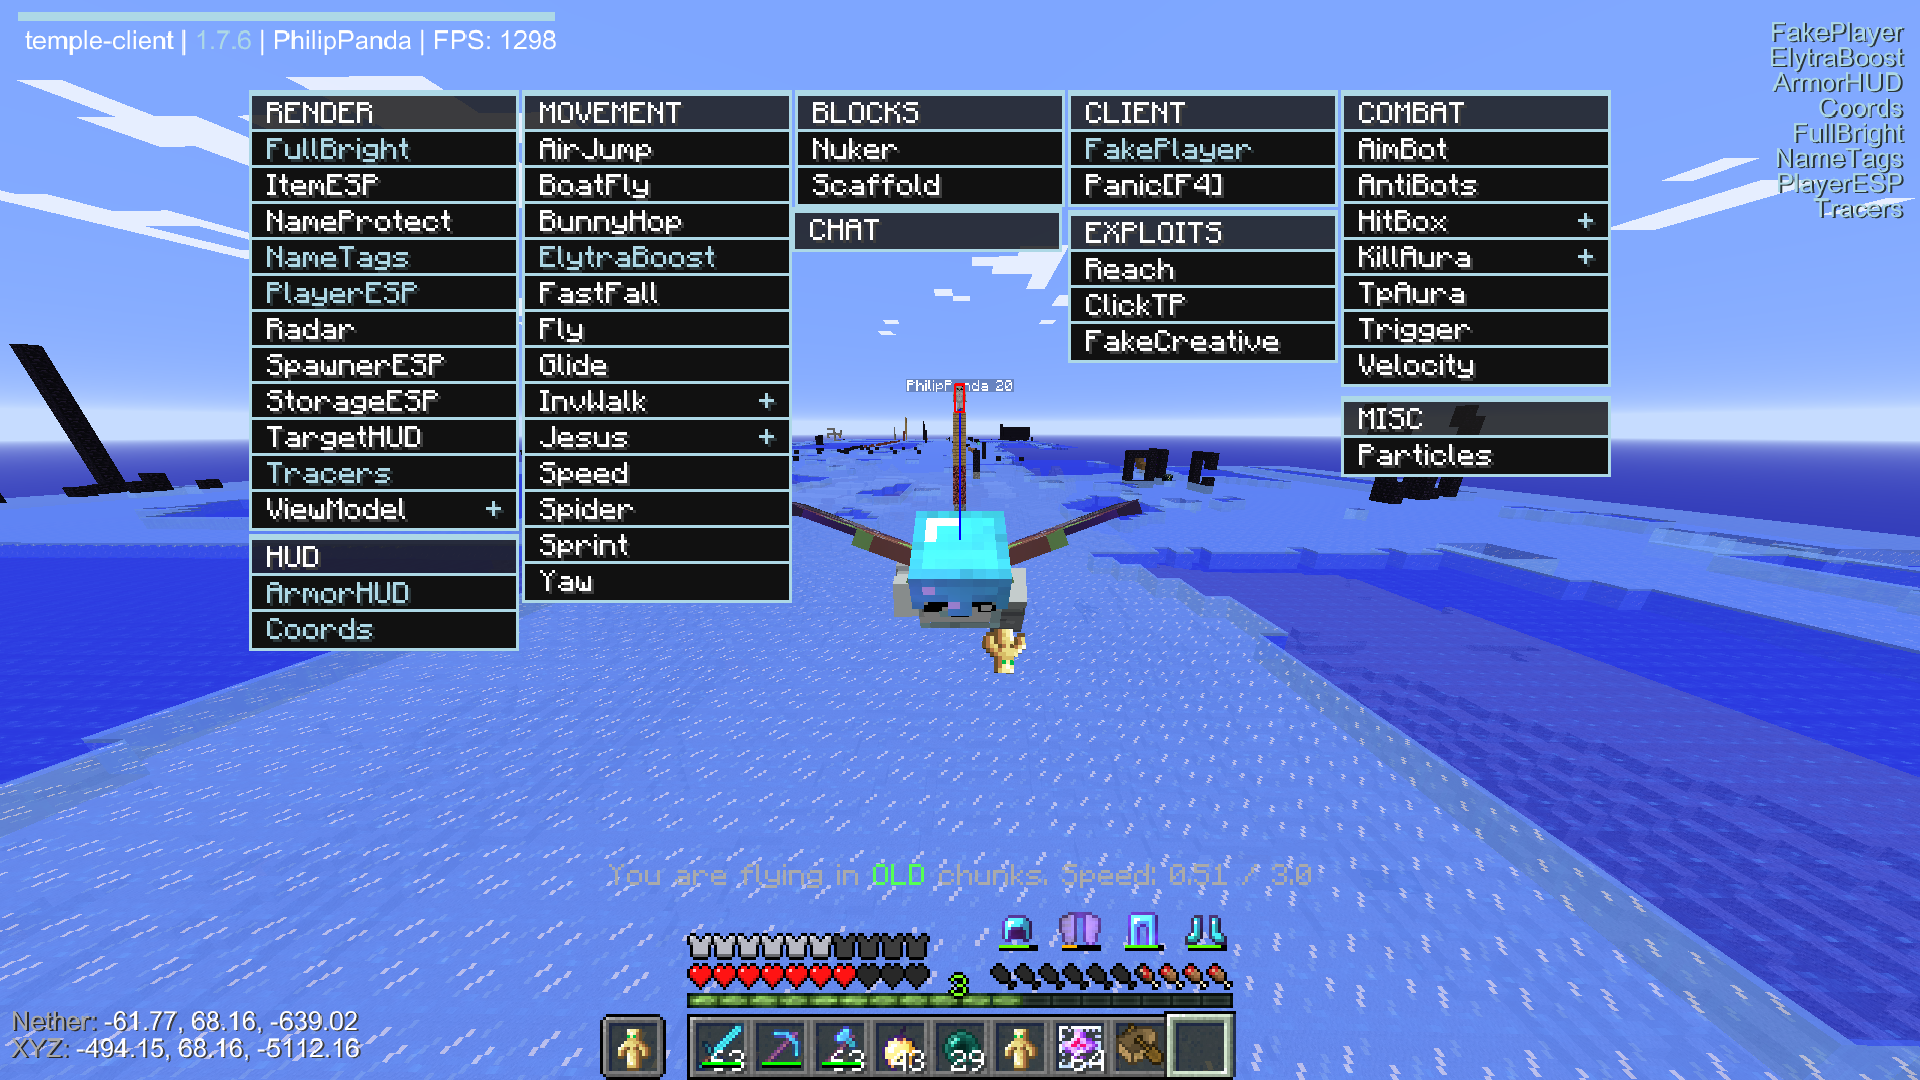 temple-client | 1.7.6 | PhilipPanda | FPS: 1298
FakePlayer
ElytraBoost
ArmorHUD
Coords
FullBright
NameTags
PlayerESP
Tracers
RENDER
FullBright
ItemESP
NameProtect
NameTags
PlayerESP
Radar
SpawnerESP
StorageESP
TargetHUD
Tracers
ViewModel +
HUD
ArmorHUD
Coords
MOVEMENT
AirJump
BoatFly
BunnyHop
ElytraBoost
FastFall
Fly
Glide
InvWalk +
Jesus +
Speed
Spider
Sprint
Yaw
BLOCKS
Nuker
Scaffold
CHAT
CLIENT
FakePlayer
Panic[F4]
EXPLOITS
Reach
ClickTP
FakeCreative
COMBAT
AimBot
AntiBots
HitBox +
KillAura +
TpAura
Trigger
Velocity
MISC
Particles
PhilipPanda 20
You are flying in OLD chunks. Speed: 0.51 / 3.0
3
Nether: -61.77, 68.16, -639.02
XYZ: -494.15, 68.16, -5112.16
63 43 43 29 64